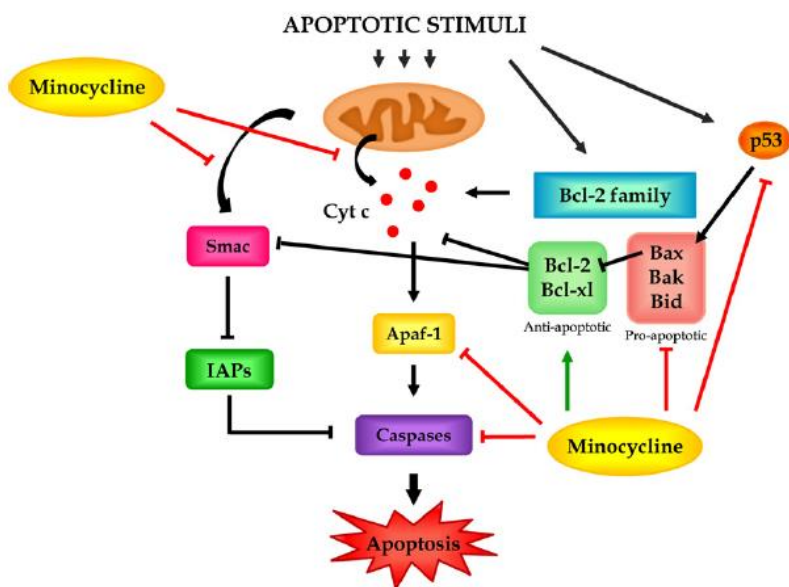 APOPTOTIC STIMULI
Minocycline
p53
Cyt c
Bcl-2 family
Smac
Bcl-2
Bcl-xl
Bax
Bak
Bid
Anti-apoptotic
Pro-apoptotic
Apaf-1
IAPs
Caspases
Minocycline
Apoptosis